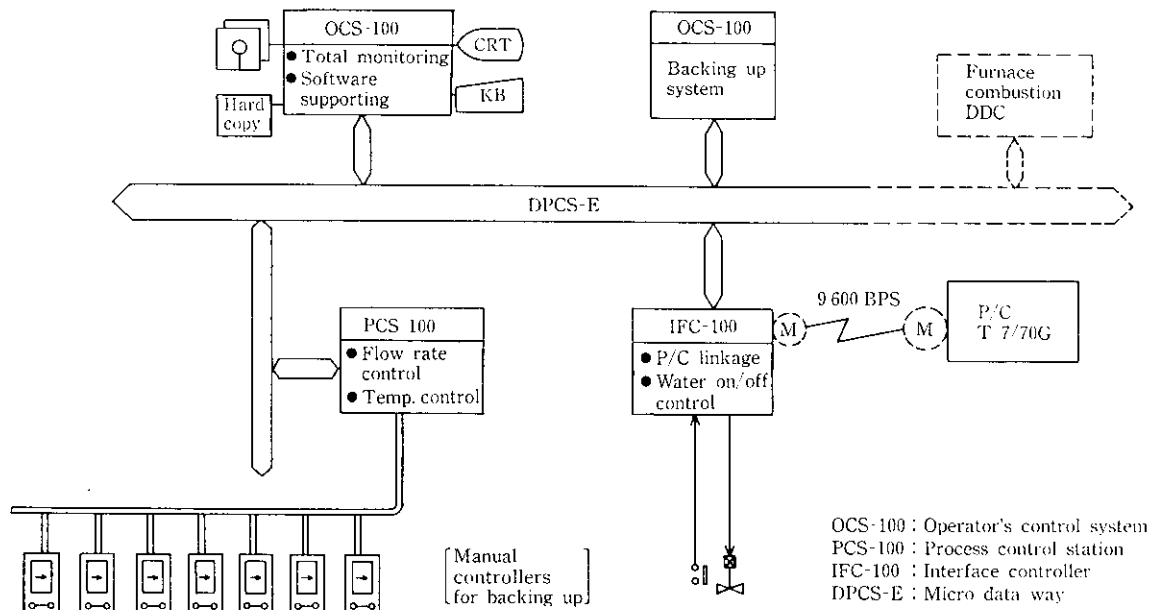 OCS-100
● Total monitoring
● Software
supporting
CRT
KB
Hard
copy
OCS-100
Backing up
system
Furnace
combustion
DDC
DPCS-E
PCS 100
● Flow rate
control
● Temp. control
IFC-100
● P/C linkage
● Water on/off
control
M
9 600 BPS
M
P/C
T 7/70G
[Manual
controllers
for backing up]
OCS-100 : Operator's control system
PCS-100 : Process control station
IFC-100 : Interface controller
DPCS-E : Micro data way